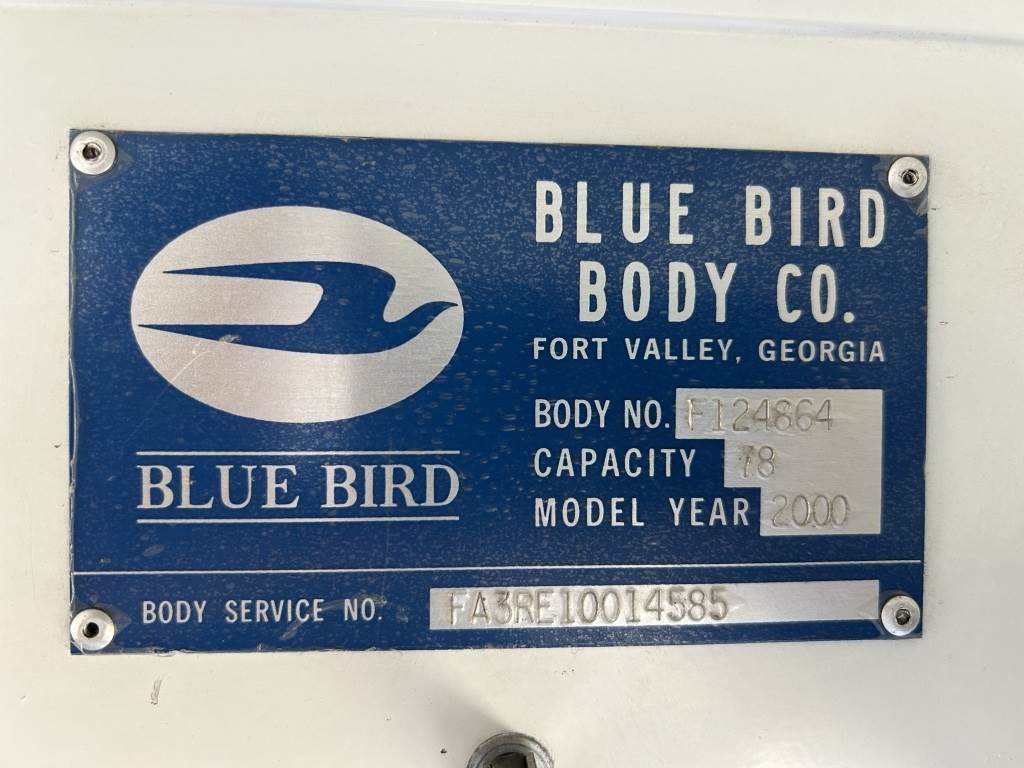 BLUE BIRD
BODY CO.
FORT VALLEY, GEORGIA
BODY NO. F124864
CAPACITY 78
MODEL YEAR 2000
BLUE BIRD
BODY SERVICE NO. FA3RE10014585